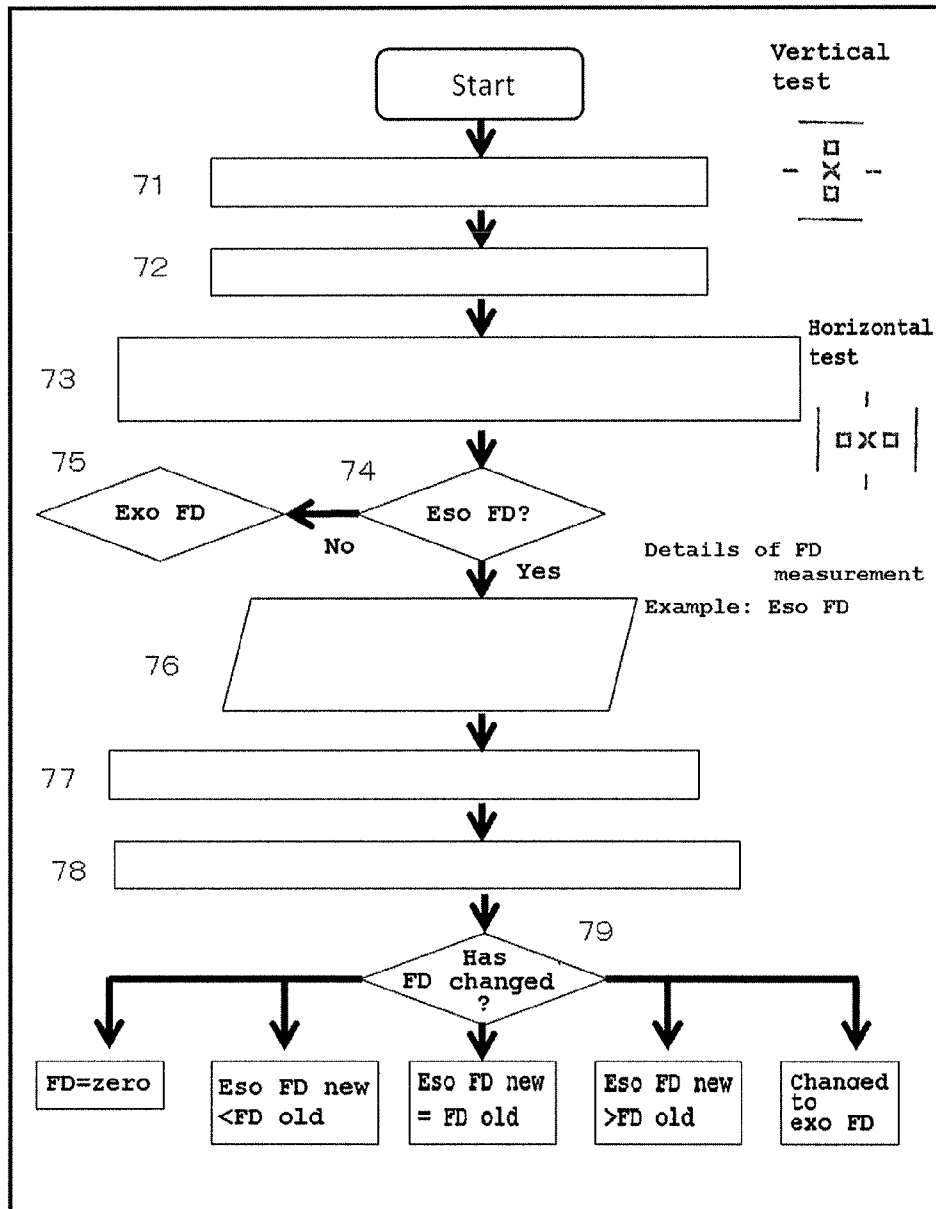 Vertical
test
Start
71
72
Horizontal
test
73
75
74
Exo FD
Eso FD?
No
Yes
Details of FD
measurement
Example: Eso FD
76
77
78
79
Has
FD changed
?
FD=zero
Eso FD new
<FD old
Eso FD new
= FD old
Eso FD new
>FD old
Changed
to
exo FD